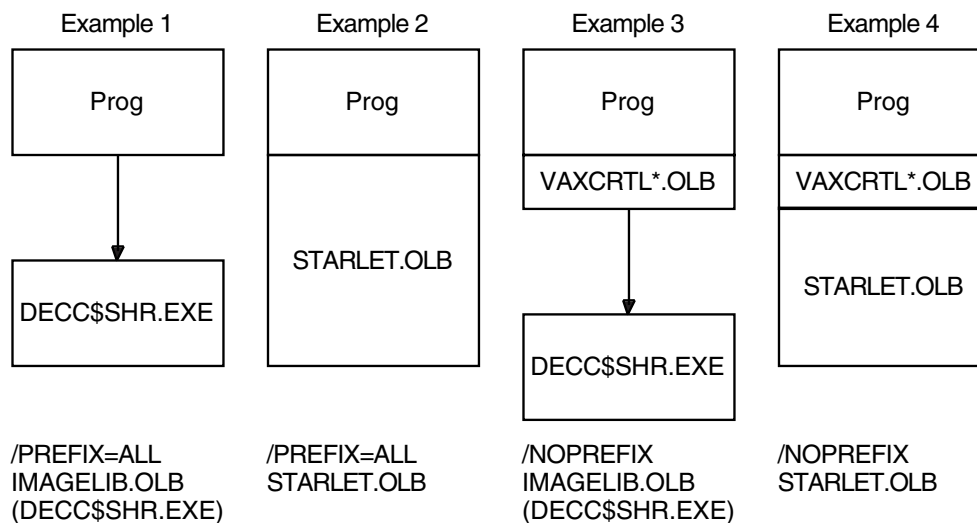 Example 1
Prog
DECC$SHR.EXE
/PREFIX=ALL
IMAGELIB.OLB
(DECC$SHR.EXE)
Example 2
Prog
STARLET.OLB
/PREFIX=ALL
STARLET.OLB
Example 3
Prog
VAXCRTL*.OLB
DECC$SHR.EXE
/NOPREFIX
IMAGELIB.OLB
(DECC$SHR.EXE)
Example 4
Prog
VAXCRTL*.OLB
STARLET.OLB
/NOPREFIX
STARLET.OLB